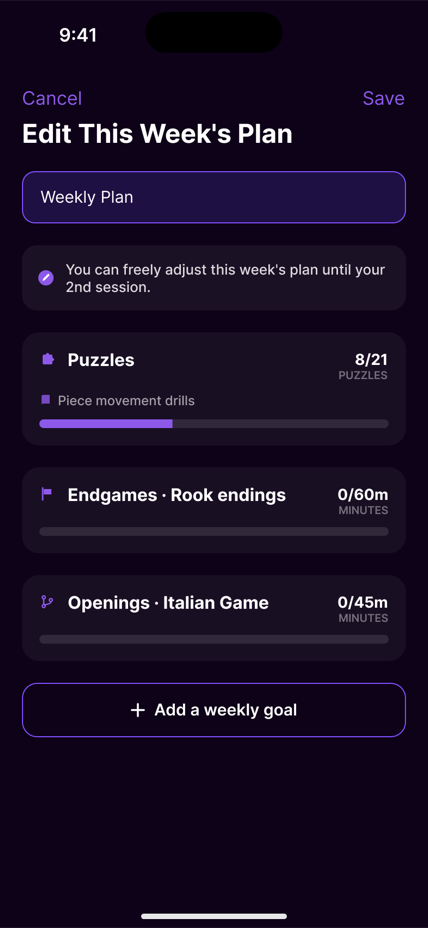 9:41
Cancel
Save
Edit This Week's Plan
Weekly Plan
You can freely adjust this week's plan until your
2nd session.
Puzzles
8/21
PUZZLES
Piece movement drills
Endgames · Rook endings
0/60m
MINUTES
Openings · Italian Game
0/45m
MINUTES
+ Add a weekly goal